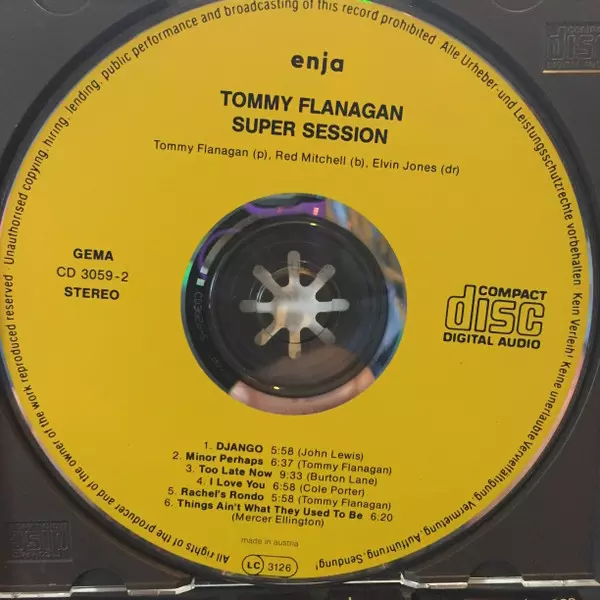 enja
TOMMY FLANAGAN
SUPER SESSION
Tommy Flanagan (p), Red Mitchell (b), Elvin Jones (dr)
GEMA
CD 3059-2
STEREO
COMPACT
disc
DIGITAL AUDIO
1. DJANGO 5:58 (John Lewis)
2. Minor Perhaps 6:37 (Tommy Flanagan)
3. Too Late Now 9:33 (Burton Lane)
4. I Love You 6:58 (Cole Porter)
5. Rachel's Rondo 5:58 (Tommy Flanagan)
6. Things Ain't What They Used To Be 6:20
(Mercer Ellington)
made in austria
LC 3126
All rights of the producer and of the owner of the work reproduced reserved · Unauthorised copying, hiring, lending, public performance and broadcasting of this record prohibited · Alle Urheber- und Leistungsschutzrechte vorbehalten · Kein Verleih! Keine unerlaubte Vervielfältigung, Vermietung, Aufführung, Sendung!